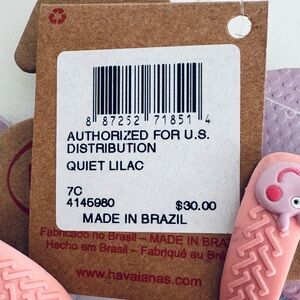 8 87252 71851 4
AUTHORIZED FOR U.S.
DISTRIBUTION
QUIET LILAC
7C
4145980 $30.00
MADE IN BRAZIL
Fabricado no Brasil – MADE IN BRA
Hecho en Brasil – Fabriqué au Bré
www.havaianas.com